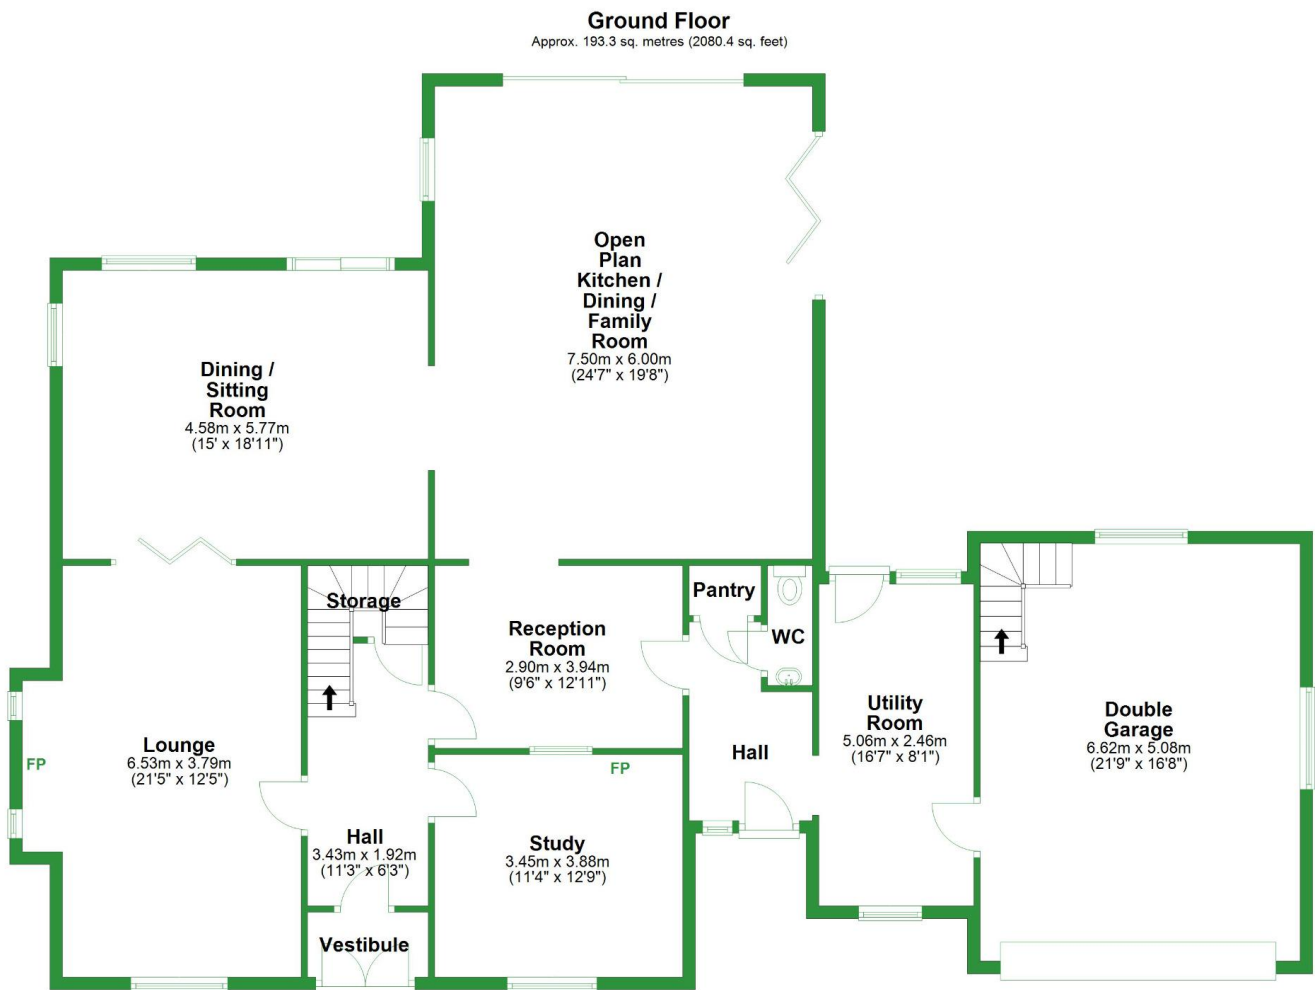 Ground Floor
Approx. 193.3 sq. metres (2080.4 sq. feet)
Open
Plan
Kitchen /
Dining /
Family
Room
7.50m x 6.00m
(24'7" x 19'8")
Dining /
Sitting
Room
4.58m x 5.77m
(15' x 18'11")
Storage
Reception
Room
2.90m x 3.94m
(9'6" x 12'11")
Pantry
WC
Lounge
6.53m x 3.79m
(21'5" x 12'5")
FP
Hall
3.43m x 1.92m
(11'3" x 6'3")
Vestibule
FP
Study
3.45m x 3.88m
(11'4" x 12'9")
Hall
Utility
Room
5.06m x 2.46m
(16'7" x 8'1")
Double
Garage
6.62m x 5.08m
(21'9" x 16'8")